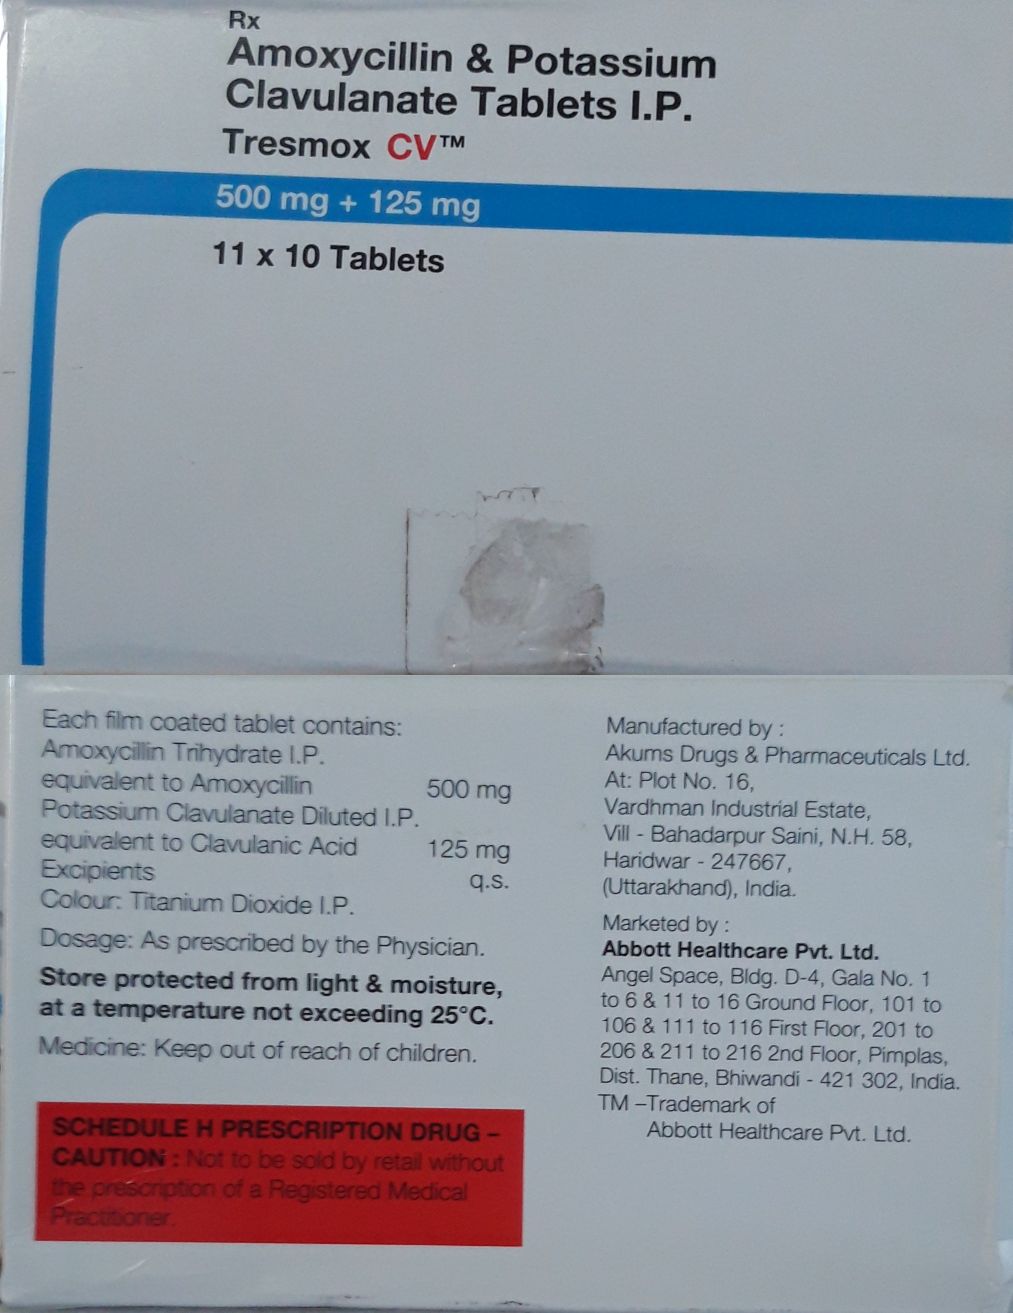 Rx
Amoxycillin & Potassium
Clavulanate Tablets I.P.
Tresmox CV™
500 mg + 125 mg
11 x 10 Tablets
Each film coated tablet contains:
Amoxycillin Trihydrate I.P.
equivalent to Amoxycillin 500 mg
Potassium Clavulanate Diluted I.P.
equivalent to Clavulanic Acid 125 mg
Excipients q.s.
Colour: Titanium Dioxide I.P.
Dosage: As prescribed by the Physician.
Store protected from light & moisture,
at a temperature not exceeding 25°C.
Medicine: Keep out of reach of children.
SCHEDULE H PRESCRIPTION DRUG –
CAUTION : Not to be sold by retail without
the prescription of a Registered Medical
Practitioner.
Manufactured by :
Akums Drugs & Pharmaceuticals Ltd.
At: Plot No. 16,
Vardhman Industrial Estate,
Vill - Bahadarpur Saini, N.H. 58,
Haridwar - 247667,
(Uttarakhand), India.
Marketed by :
Abbott Healthcare Pvt. Ltd.
Angel Space, Bldg. D-4, Gala No. 1
to 6 & 11 to 16 Ground Floor, 101 to
106 & 111 to 116 First Floor, 201 to
206 & 211 to 216 2nd Floor, Pimplas,
Dist. Thane, Bhiwandi - 421 302, India.
TM –Trademark of
Abbott Healthcare Pvt. Ltd.